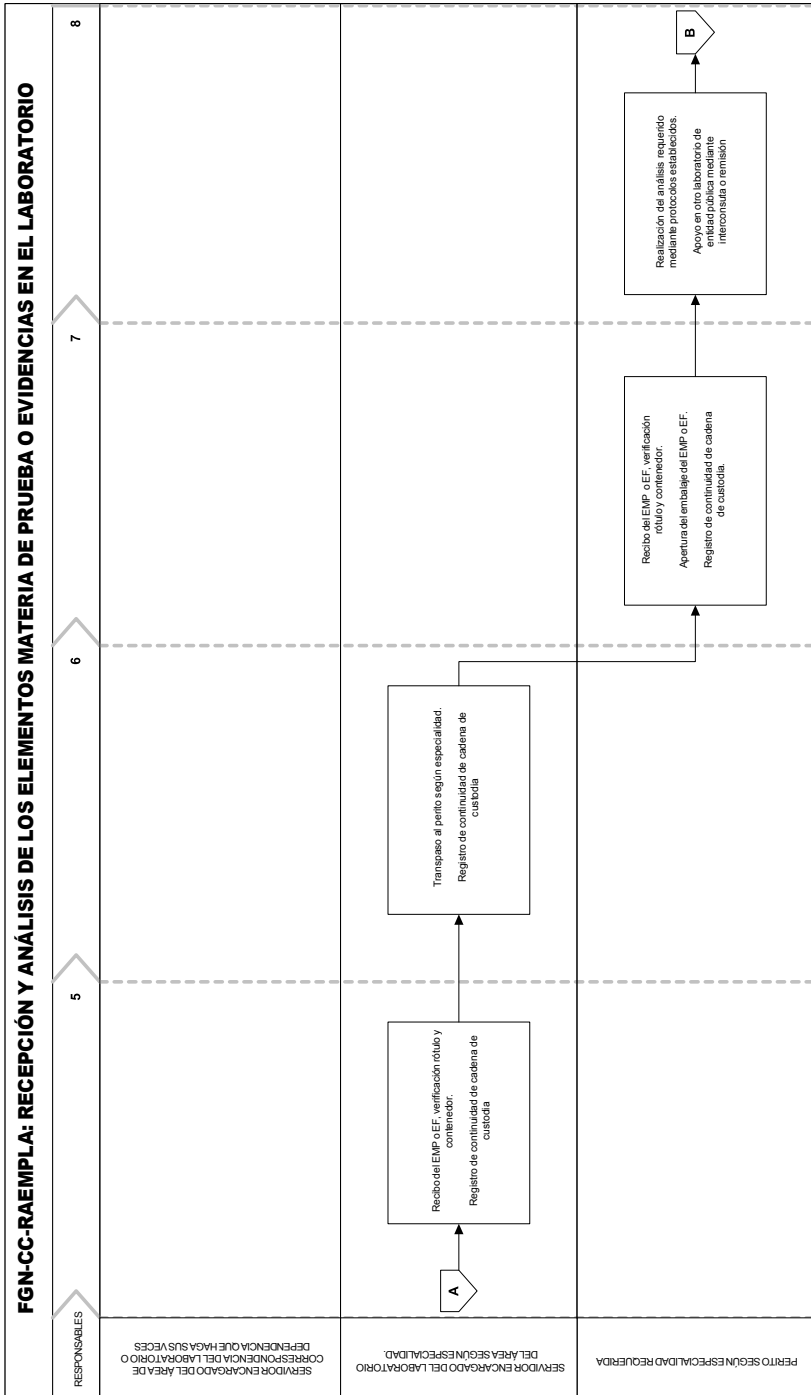 FGN-CC-RAEMPLA: RECEPCIÓN Y ANÁLISIS DE LOS ELEMENTOS MATERIA DE PRUEBA O EVIDENCIAS EN EL LABORATORIO
RESPONSABLES
5
6
7
8
SERVIDOR ENCARGADO DEL ÁREA DE
CORRESPONDENCIA DEL LABORATORIO O
DEPENDENCIA QUE HAGA SUS VECES
SERVIDOR ENCARGADO DEL LABORATORIO
DEL ÁREA SEGÚN ESPECIALIDAD.
A
Recibo del EMP o EF, verificación rótulo y
contenedor.
Registro de continuidad de cadena de
custodia
Transpaso al perito según especialidad.
Registro de continuidad de cadena de
custodia
PERITO SEGÚN ESPECIALIDAD REQUERIDA
Recibo del EMP o EF, verificación
rótulo y contenedor.
Apertura del embalaje del EMP o EF.
Registro de continuidad de cadena
de custodia.
Realización del análisis requerido
mediante protocolos establecidos.
Apoyo en otro laboratorio de
entidad pública mediante
interconsuta o remisión
B